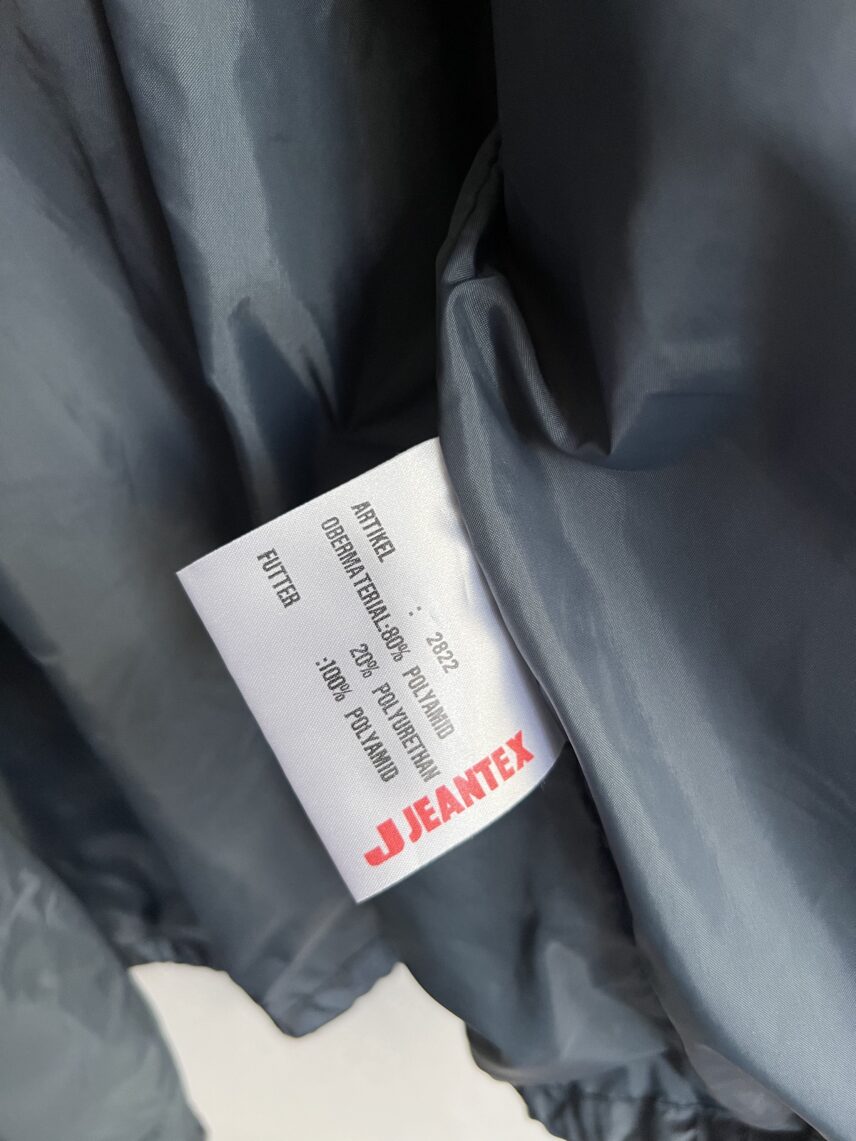 ARTIKEL : 2822
OBERMATERIAL:80% POLYAMID
20% POLYURETHAN
FUTTER :100% POLYAMID
J JEANTEX